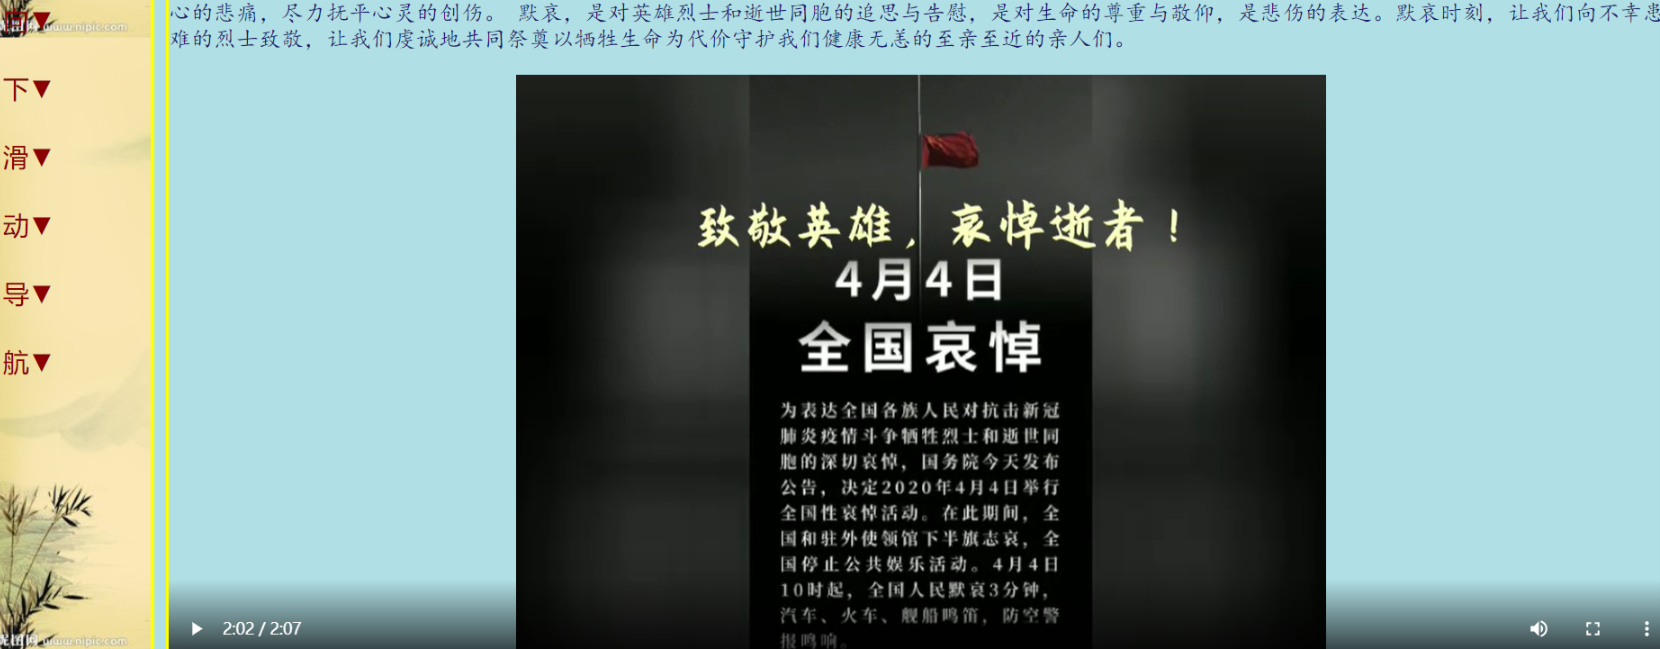 心的悲痛，尽力抚平心灵的创伤。 默哀，是对英雄烈士和逝世同胞的追思与告慰，是对生命的尊重与敬仰，是悲伤的表达。默哀时刻，让我们向不幸患
难的烈士致敬，让我们虔诚地共同祭奠以牺牲生命为代价守护我们健康无恙的至亲至近的亲人们。
向▼
www.nipic.com
下▼
滑▼
动▼
导▼
航▼
致敬英雄，哀悼逝者！
4月4日
全国哀悼
为表达全国各族人民对抗击新冠
肺炎疫情斗争牺牲烈士和逝世同
胞的深切哀悼，国务院今天发布
公告，决定2020年4月4日举行
全国性哀悼活动。在此期间，全
国和驻外使领馆下半旗志哀，全
国停止公共娱乐活动。4月4日
10时起，全国人民默哀3分钟，
汽车、火车、舰船鸣笛，防空警
报鸣响。
2:02 / 2:07
昵图网 www.nipic.com